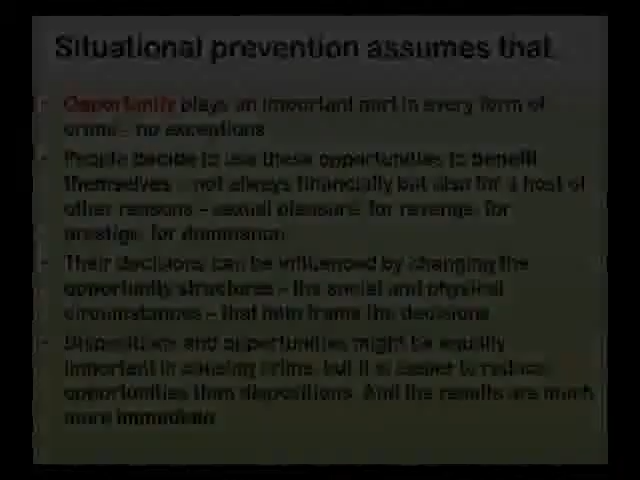 Situational prevention assumes that
• Opportunity plays an important part in every form of
crime – no exceptions
• People decide to use these opportunities to benefit
themselves – not always financially but also for a host of
other reasons – sexual pleasure, for revenge, for
prestige, for dominance
• Their decisions can be influenced by changing the
opportunity structures – the social and physical
circumstances – that help frame the decisions
• Dispositions and opportunities might be equally
important in causing crime, but it is easier to reduce
opportunities than dispositions. And the results are much
more immediate